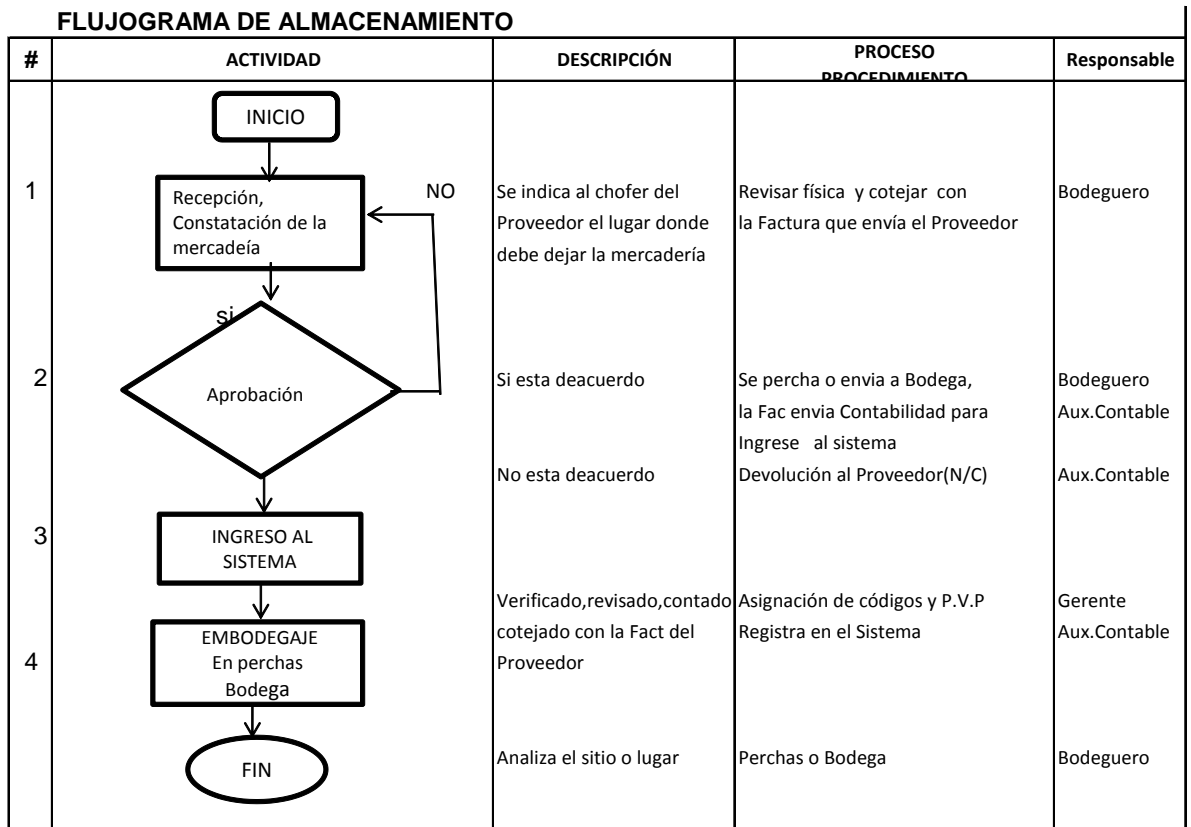 FLUJOGRAMA DE ALMACENAMIENTO
# ACTIVIDAD DESCRIPCIÓN PROCESO PROCEDIMIENTO Responsable
INICIO
1
Recepción,
Constatación de la
mercadeía
NO
Se indica al chofer del
Proveedor el lugar donde
debe dejar la mercadería
Revisar física y cotejar con
la Factura que envía el Proveedor
Bodeguero
si
2
Aprobación
Si esta deacuerdo
Se percha o envia a Bodega,
la Fac envia Contabilidad para
Ingrese al sistema
Bodeguero
Aux.Contable
No esta deacuerdo
Devolución al Proveedor(N/C)
Aux.Contable
3
INGRESO AL
SISTEMA
Verificado,revisado,contado
cotejado con la Fact del
Proveedor
Asignación de códigos y P.V.P
Registra en el Sistema
Gerente
Aux.Contable
4
EMBODEGAJE
En perchas
Bodega
FIN
Analiza el sitio o lugar
Perchas o Bodega
Bodeguero